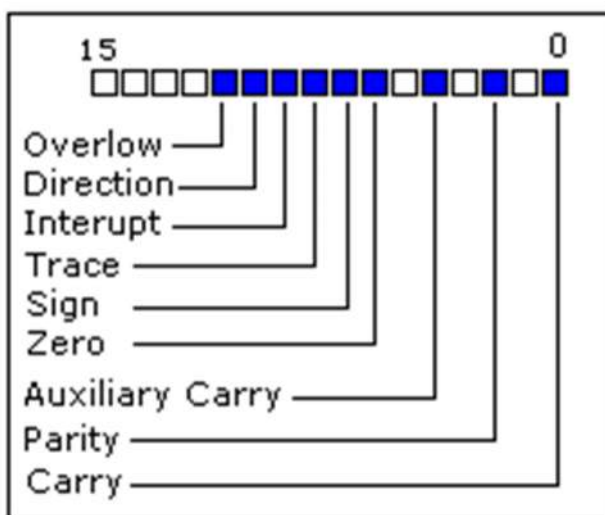 15 0
Overlow
Direction
Interupt
Trace
Sign
Zero
Auxiliary Carry
Parity
Carry